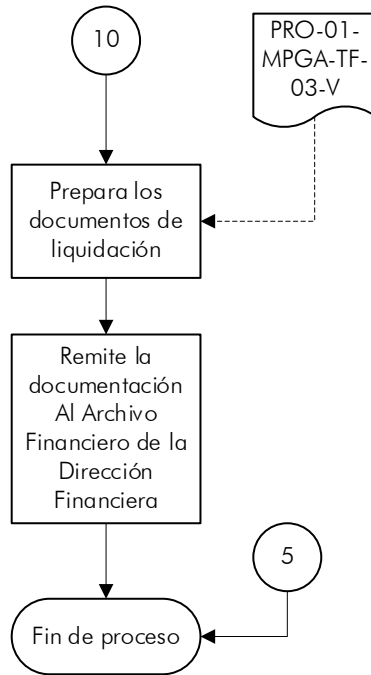 10
PRO-01-
MPGA-TF-
03-V
Prepara los
documentos de
liquidación
Remite la
documentación
Al Archivo
Financiero de la
Dirección
Financiera
5
Fin de proceso